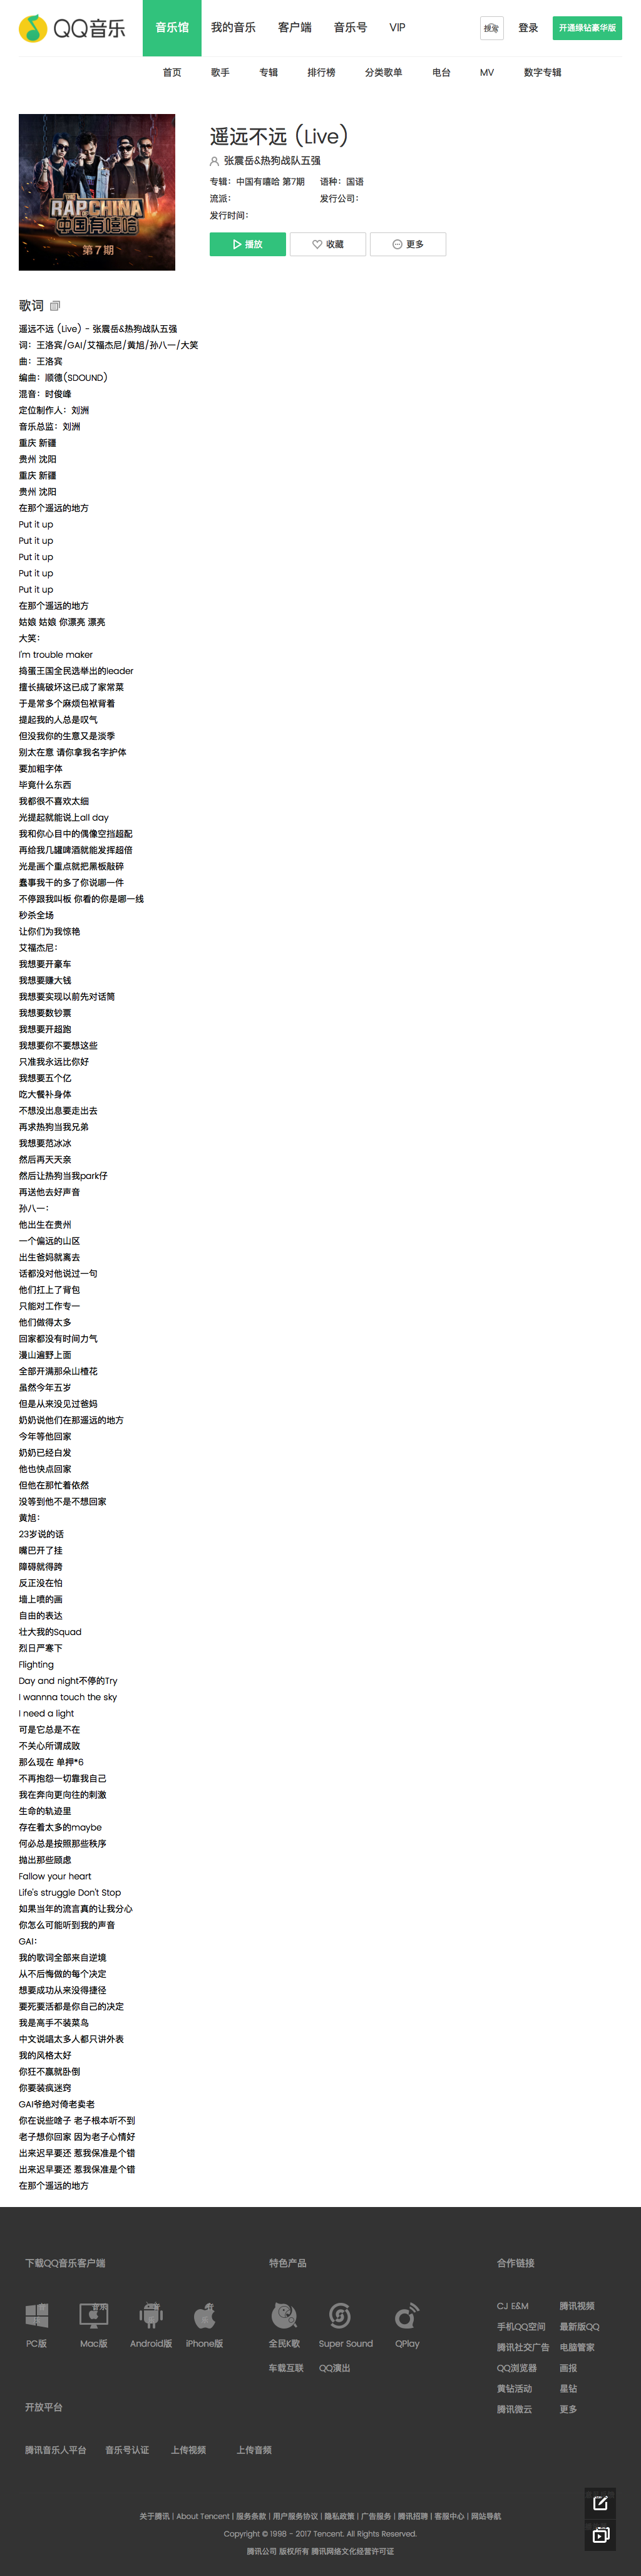 QQ音乐
音乐馆
我的音乐
客户端
音乐号
VIP
搜索
登录
开通绿钻豪华版
首页
歌手
专辑
排行榜
分类歌单
电台
MV
数字专辑
THE RAP OF CHINA
中国有嘻哈
第7期
遥远不远 (Live)
张震岳&热狗战队五强
专辑：中国有嘻哈 第7期
语种：国语
流派：
发行公司：
发行时间：
播放
收藏
更多
歌词
遥远不远 (Live) - 张震岳&热狗战队五强
词：王洛宾/GAI/艾福杰尼/黄旭/孙八一/大笑
曲：王洛宾
编曲：顺德(SDOUND)
混音：时俊峰
定位制作人：刘洲
音乐总监：刘洲
重庆 新疆
贵州 沈阳
重庆 新疆
贵州 沈阳
在那个遥远的地方
Put it up
Put it up
Put it up
Put it up
Put it up
在那个遥远的地方
姑娘 姑娘 你漂亮 漂亮
大笑：
I'm trouble maker
捣蛋王国全民选举出的leader
擅长搞破坏这已成了家常菜
于是常多个麻烦包袱背着
提起我的人总是叹气
但没我你的生意又是淡季
别太在意 请你拿我名字护体
要加粗字体
毕竟什么东西
我都很不喜欢太细
光提起就能说上all day
我和你心目中的偶像空挡超配
再给我几罐啤酒就能发挥超倍
光是画个重点就把黑板敲碎
蠢事我干的多了你说哪一件
不停跟我叫板 你看的你是哪一线
秒杀全场
让你们为我惊艳
艾福杰尼：
我想要开豪车
我想要赚大钱
我想要实现以前先对话筒
我想要数钞票
我想要开超跑
我想要你不要想这些
只准我永远比你好
我想要五个亿
吃大餐补身体
不想没出息要走出去
再求热狗当我兄弟
我想要范冰冰
然后再天天亲
然后让热狗当我park仔
再送他去好声音
孙八一：
他出生在贵州
一个偏远的山区
出生爸妈就离去
话都没对他说过一句
他们扛上了背包
只能对工作专一
他们做得太多
回家都没有时间力气
漫山遍野上面
全部开满那朵山楂花
虽然今年五岁
但是从来没见过爸妈
奶奶说他们在那遥远的地方
今年等他回家
奶奶已经白发
他也快点回家
但他在那忙着依然
没等到他不是不想回家
黄旭：
23岁说的话
嘴巴开了挂
障碍就得跨
反正没在怕
墙上喷的画
自由的表达
壮大我的Squad
烈日严寒下
Flighting
Day and night不停的Try
I wannna touch the sky
I need a light
可是它总是不在
不关心所谓成败
那么现在 单押*6
不再抱怨一切靠我自己
我在奔向更向往的刺激
生命的轨迹里
存在着太多的maybe
何必总是按照那些秩序
抛出那些顾虑
Fallow your heart
Life's struggle Don't Stop
如果当年的流言真的让我分心
你怎么可能听到我的声音
GAI：
我的歌词全部来自逆境
从不后悔做的每个决定
想要成功从来没得捷径
要死要活都是你自己的决定
我是高手不装菜鸟
中文说唱太多人都只讲外表
我的风格太好
你狂不赢就卧倒
你要装疯迷窍
GAI爷绝对倚老卖老
你在说些啥子 老子根本听不到
老子想你回家 因为老子心情好
出来迟早要还 惹我保准是个错
出来迟早要还 惹我保准是个错
在那个遥远的地方
下载QQ音乐客户端
PC版
Mac版
Android版
iPhone版
特色产品
全民K歌
Super Sound
QPlay
车载互联
QQ演出
合作链接
CJ E&M
腾讯视频
手机QQ空间
最新版QQ
腾讯社交广告
电脑管家
QQ浏览器
画报
黄钻活动
星钻
腾讯微云
更多
开放平台
腾讯音乐人平台
音乐号认证
上传视频
上传音频
关于腾讯 | About Tencent | 服务条款 | 用户服务协议 | 隐私政策 | 广告服务 | 腾讯招聘 | 客服中心 | 网站导航
Copyright © 1998 - 2017 Tencent. All Rights Reserved.
腾讯公司 版权所有 腾讯网络文化经营许可证